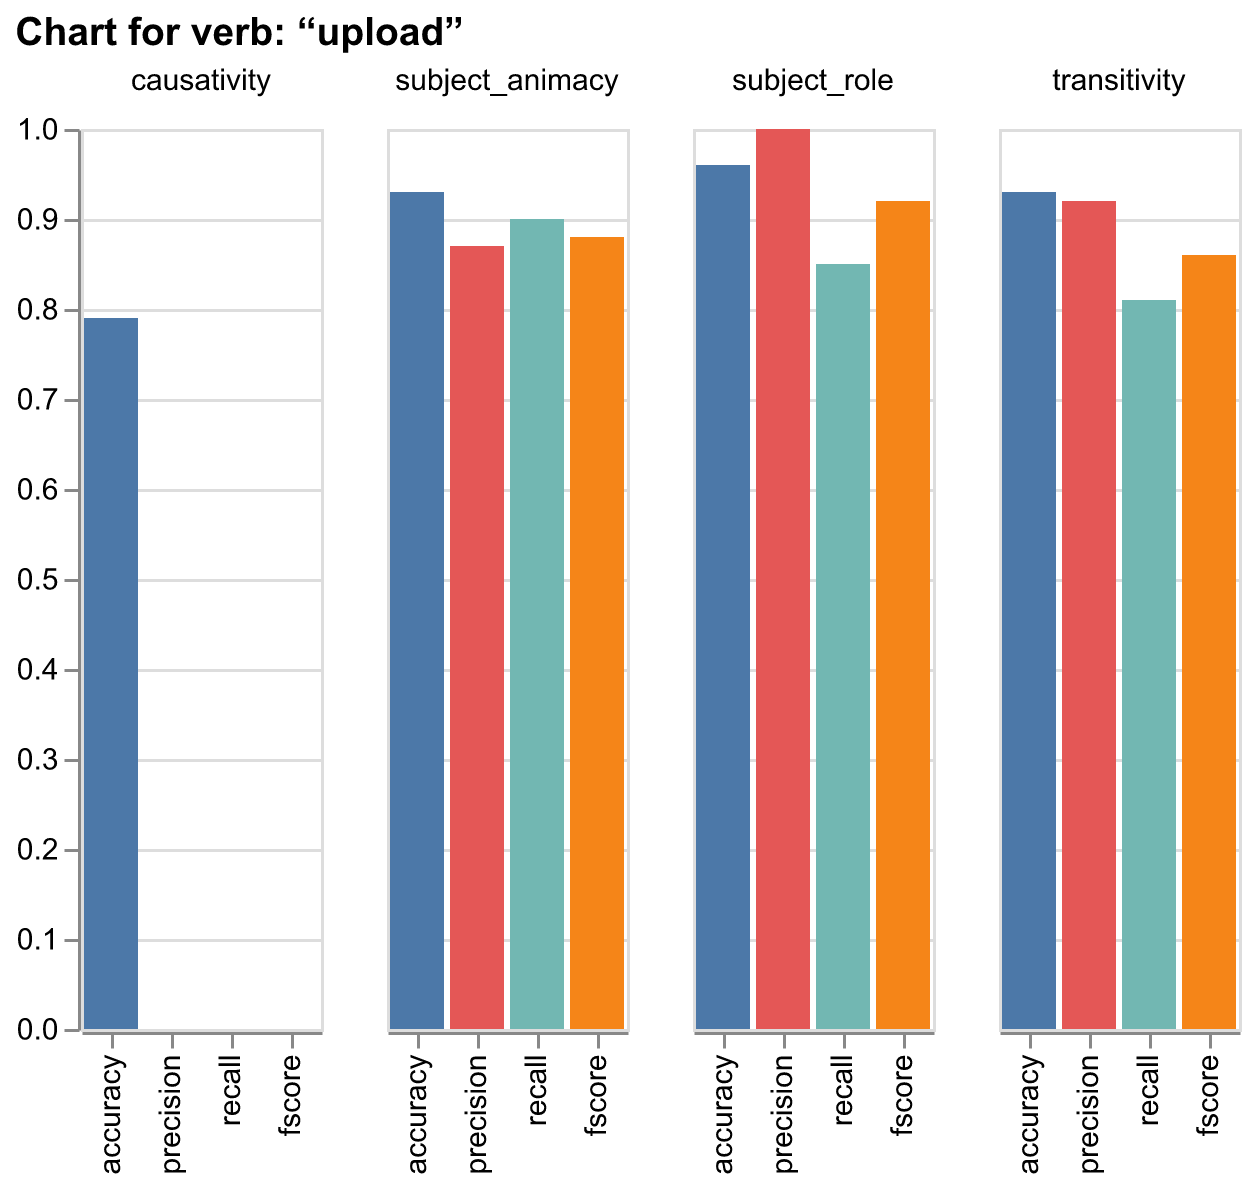 Chart for verb: “upload”
causativity
subject_animacy
subject_role
transitivity
1.0
0.9
0.8
0.7
0.6
0.5
0.4
0.3
0.2
0.1
0.0
accuracy
precision
recall
fscore
accuracy
precision
recall
fscore
accuracy
precision
recall
fscore
accuracy
precision
recall
fscore